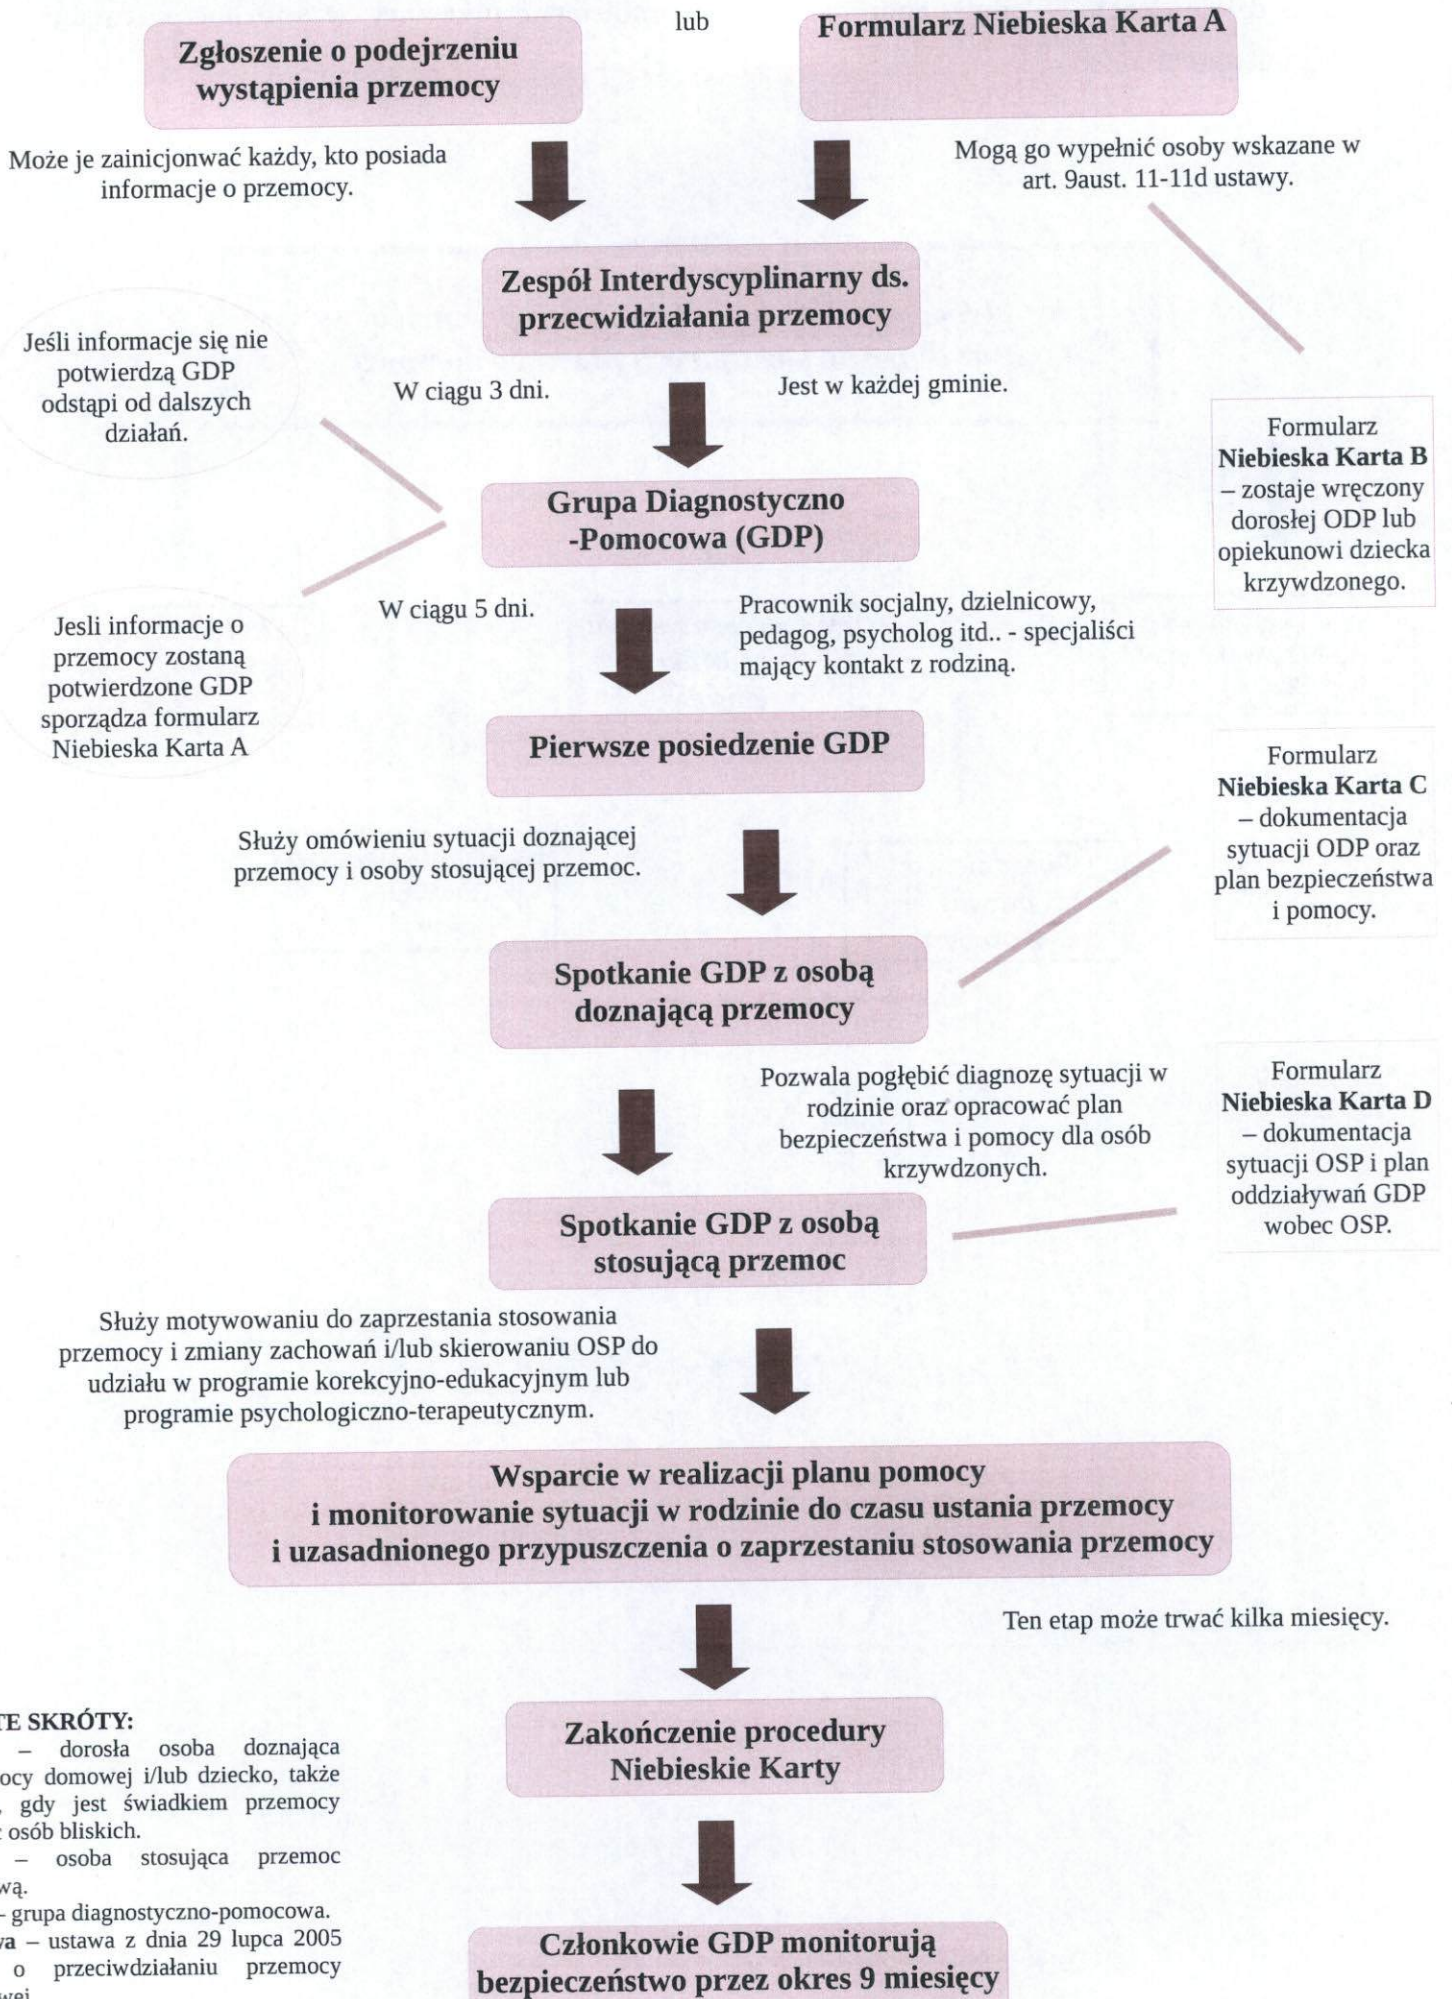 lub
Zgłoszenie o podejrzeniu
wystąpienia przemocy
Formularz Niebieska Karta A
Może je zainicjonwać każdy, kto posiada
informacje o przemocy.
Mogą go wypełnić osoby wskazane w
art. 9aust. 11-11d ustawy.
Zespół Interdyscyplinarny ds.
przecwidziałania przemocy
Jeśli informacje się nie
potwierdzą GDP
odstąpi od dalszych
działań.
W ciągu 3 dni.
Jest w każdej gminie.
Formularz
Niebieska Karta B
– zostaje wręczony
dorosłej ODP lub
opiekunowi dziecka
krzywdzonego.
Grupa Diagnostyczno
-Pomocowa (GDP)
W ciągu 5 dni.
Pracownik socjalny, dzielnicowy,
pedagog, psycholog itd.. - specjaliści
mający kontakt z rodziną.
Jesli informacje o
przemocy zostaną
potwierdzone GDP
sporządza formularz
Niebieska Karta A
Pierwsze posiedzenie GDP
Formularz
Niebieska Karta C
– dokumentacja
sytuacji ODP oraz
plan bezpieczeństwa
i pomocy.
Służy omówieniu sytuacji doznającej
przemocy i osoby stosującej przemoc.
Spotkanie GDP z osobą
doznającą przemocy
Pozwala pogłębić diagnozę sytuacji w
rodzinie oraz opracować plan
bezpieczeństwa i pomocy dla osób
krzywdzonych.
Formularz
Niebieska Karta D
– dokumentacja
sytuacji OSP i plan
oddziaływań GDP
wobec OSP.
Spotkanie GDP z osobą
stosującą przemoc
Służy motywowaniu do zaprzestania stosowania
przemocy i zmiany zachowań i/lub skierowaniu OSP do
udziału w programie korekcyjno-edukacyjnym lub
programie psychologiczno-terapeutycznym.
Wsparcie w realizacji planu pomocy
i monitorowanie sytuacji w rodzinie do czasu ustania przemocy
i uzasadnionego przypuszczenia o zaprzestaniu stosowania przemocy
Ten etap może trwać kilka miesięcy.
Zakończenie procedury
Niebieskie Karty
TE SKRÓTY:
– dorosła osoba doznająca
ocy domowej i/lub dziecko, także
, gdy jest świadkiem przemocy
osób bliskich.
– osoba stosująca przemoc
wą.
– grupa diagnostyczno-pomocowa.
wa – ustawa z dnia 29 lupca 2005
o przeciwdziałaniu przemocy
wej
Członkowie GDP monitorują
bezpieczeństwo przez okres 9 miesięcy